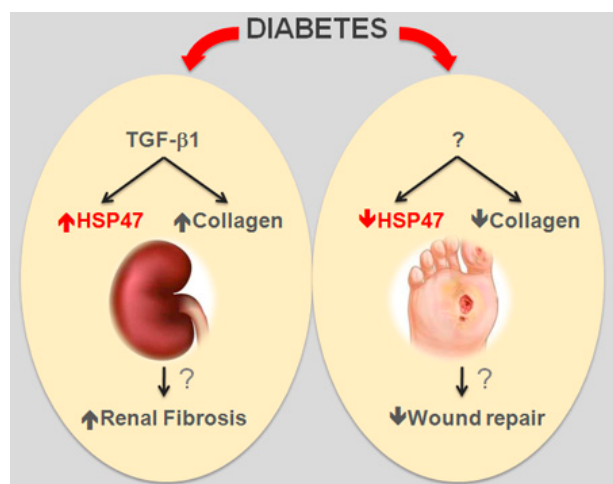 DIABETES
TGF-β1
↑HSP47 ↑Collagen
?
↑Renal Fibrosis
?
↓HSP47 ↓Collagen
?
↓Wound repair